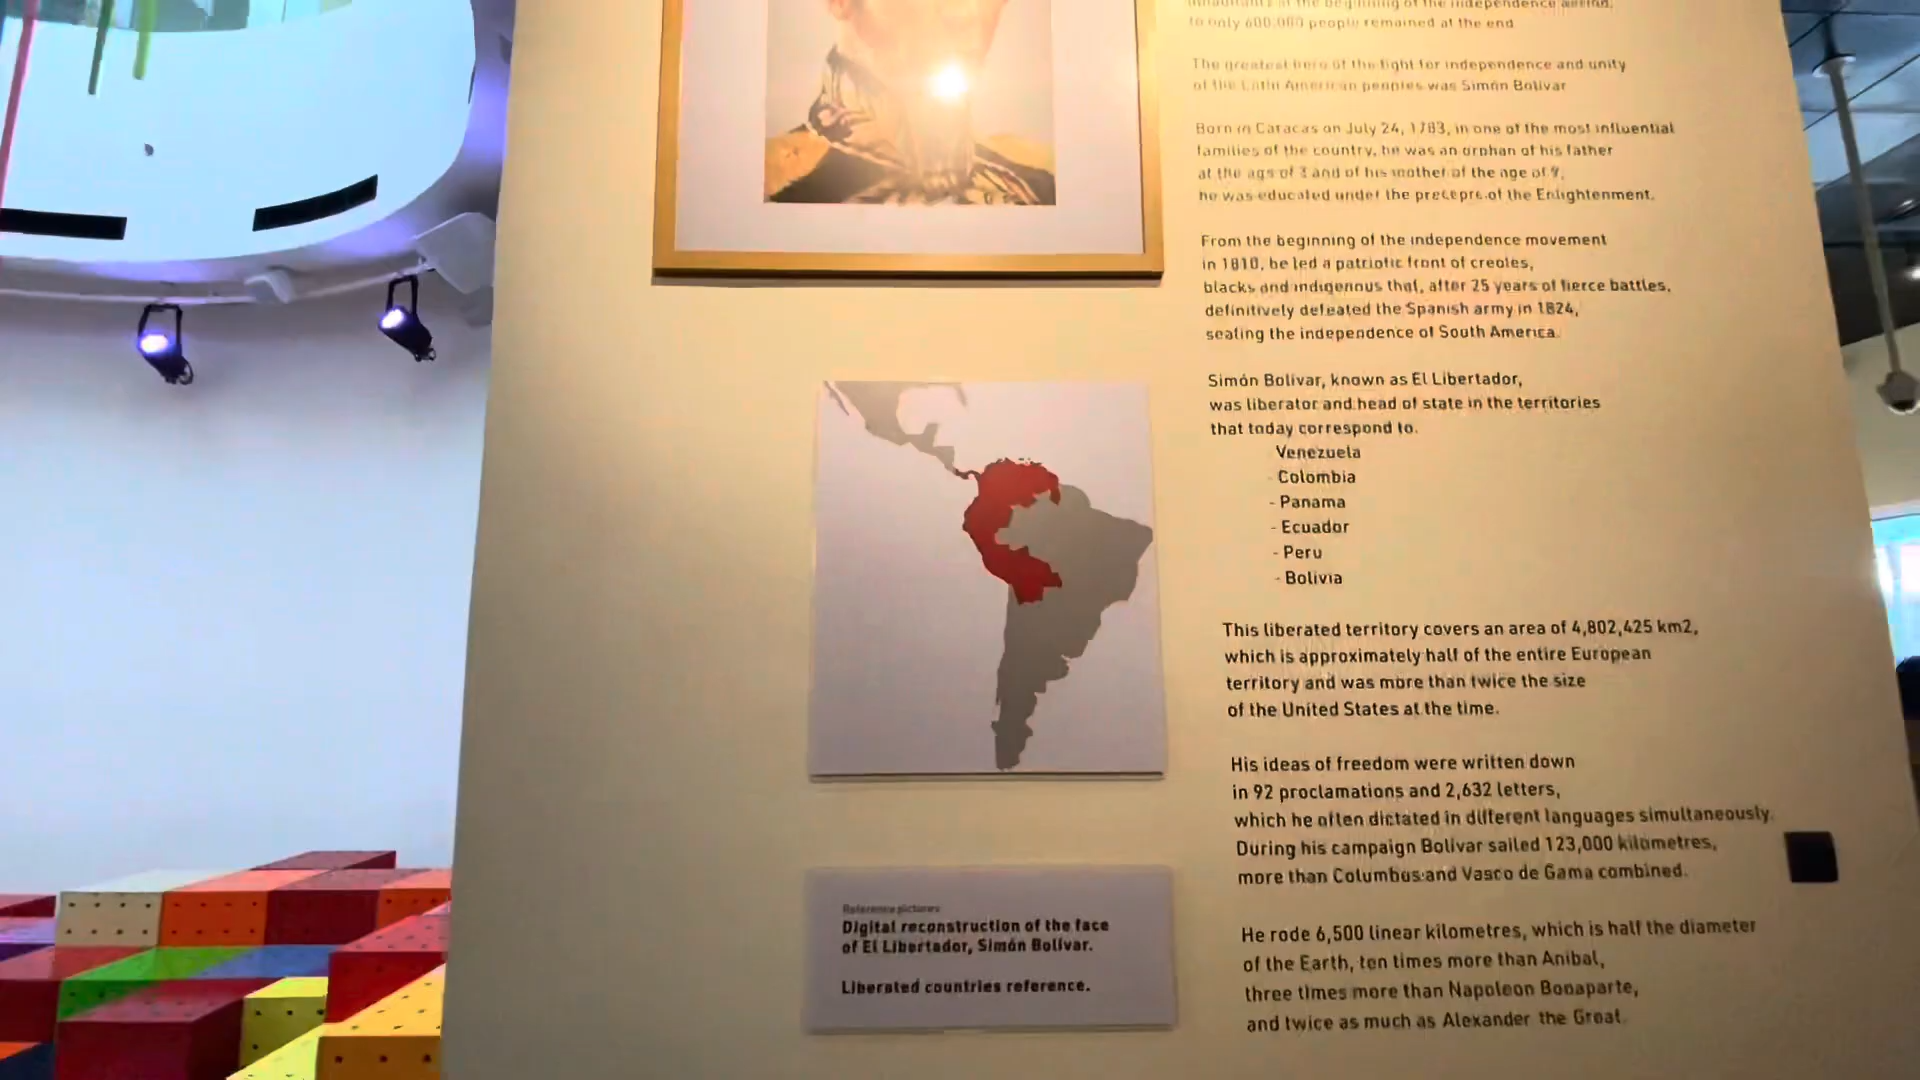 inhabitants at the beginning of the independence
to only 600.000 people remained at the end
The greatest hero of the fight for independence and unity
of the Latin American peoples was Simón Bolívar
Born in Caracas on July 24, 1783, in one of the most influential
families of the country, he was an orphan of his father
at the age of 3 and of his mother of the age of 9,
he was educated under the precepts of the Enlightenment.
From the beginning of the independence movement
in 1810, he led a patriotic front of creoles,
blacks and indigenous that, after 25 years of fierce battles,
definitively defeated the Spanish army in 1824,
sealing the independence of South America.
Simón Bolívar, known as El Libertador,
was liberator and head of state in the territories
that today correspond to.
Venezuela
- Colombia
- Panama
- Ecuador
- Peru
- Bolivia
This liberated territory covers an area of 4,802,425 km2,
which is approximately half of the entire European
territory and was more than twice the size
of the United States at the time.
His ideas of freedom were written down
in 92 proclamations and 2,632 letters,
which he often dictated in different languages simultaneously.
During his campaign Bolívar sailed 123,000 kilometres,
more than Columbus and Vasco de Gama combined.
He rode 6,500 linear kilometres, which is half the diameter
of the Earth, ten times more than Anibal,
three times more than Napoleon Bonaparte,
and twice as much as Alexander the Great.
Reference pictures
Digital reconstruction of the face
of El Libertador, Simón Bolívar.
Liberated countries reference.